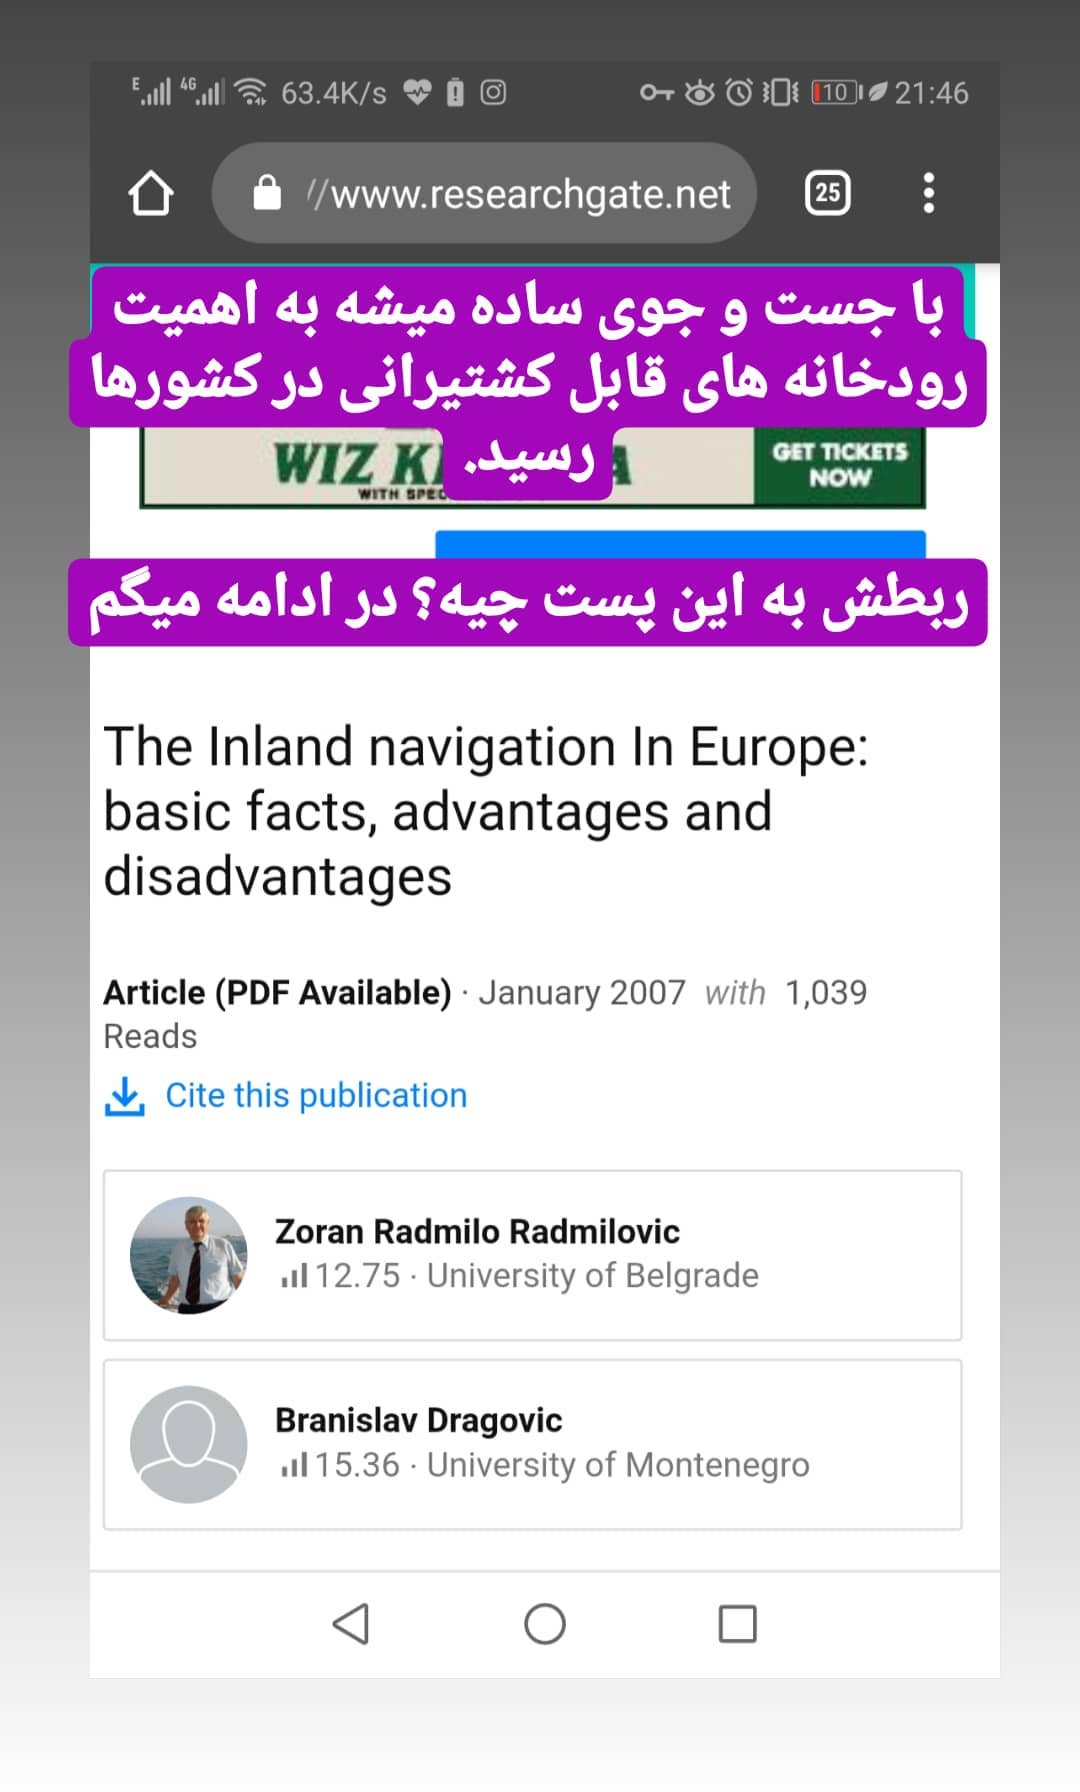 E 4G 63.4K/s 10 21:46
//www.researchgate.net 25
با جست و جوی ساده میشه به اهمیت
رودخانه های قابل کشتیرانی در کشورها
رسید.
WIZ K A
GET TICKETS
NOW
WITH SPEC
ربطش به این پست چیه؟ در ادامه میگم
The Inland navigation In Europe:
basic facts, advantages and
disadvantages
Article (PDF Available) · January 2007 with 1,039
Reads
Cite this publication
Zoran Radmilo Radmilovic
12.75 · University of Belgrade
Branislav Dragovic
15.36 · University of Montenegro